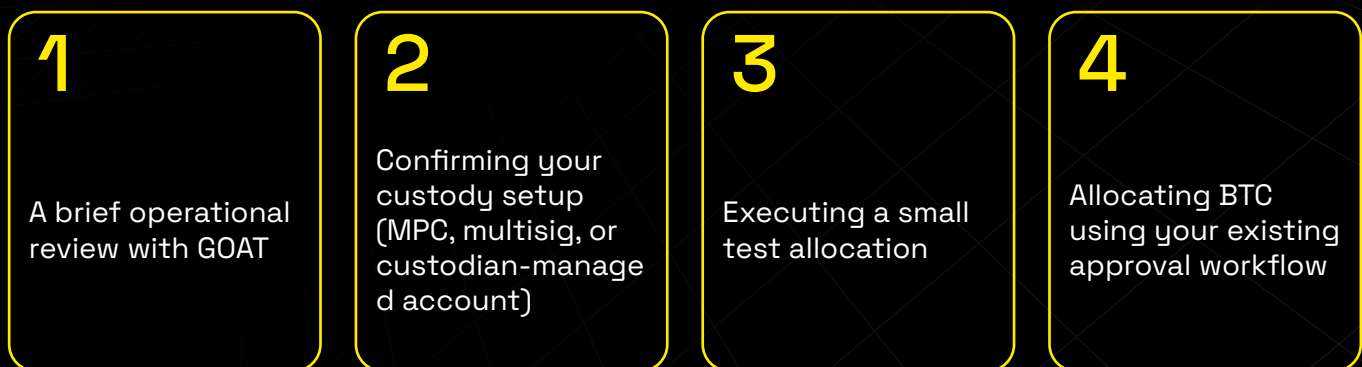 1
A brief operational
review with GOAT
2
Confirming your
custody setup
(MPC, multisig, or
custodian-manage
d account)
3
Executing a small
test allocation
4
Allocating BTC
using your existing
approval workflow